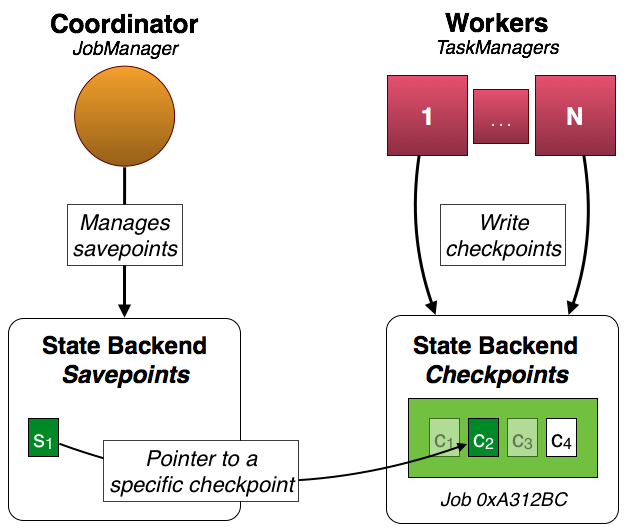 Coordinator
JobManager
Workers
TaskManagers
1
...
N
Manages
savepoints
Write
checkpoints
State Backend
Savepoints
S1
Pointer to a
specific checkpoint
State Backend
Checkpoints
C1
C2
C3
C4
Job 0xA312BC